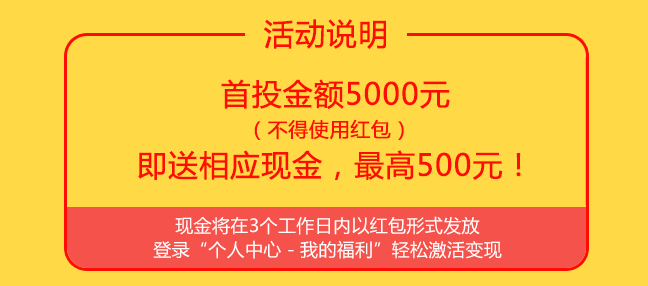 活动说明
首投金额5000元
（不得使用红包）
即送相应现金，最高500元！
现金将在3个工作日内以红包形式发放
登录“个人中心－我的福利”轻松激活变现